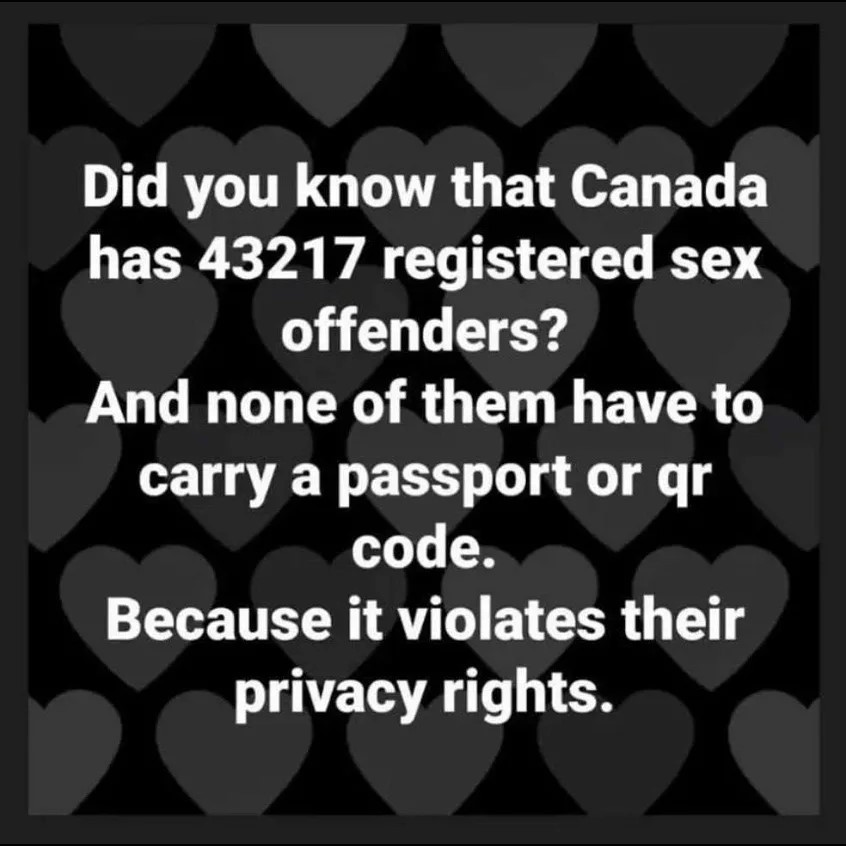 Did you know that Canada
has 43217 registered sex
offenders?
And none of them have to
carry a passport or qr
code.
Because it violates their
privacy rights.